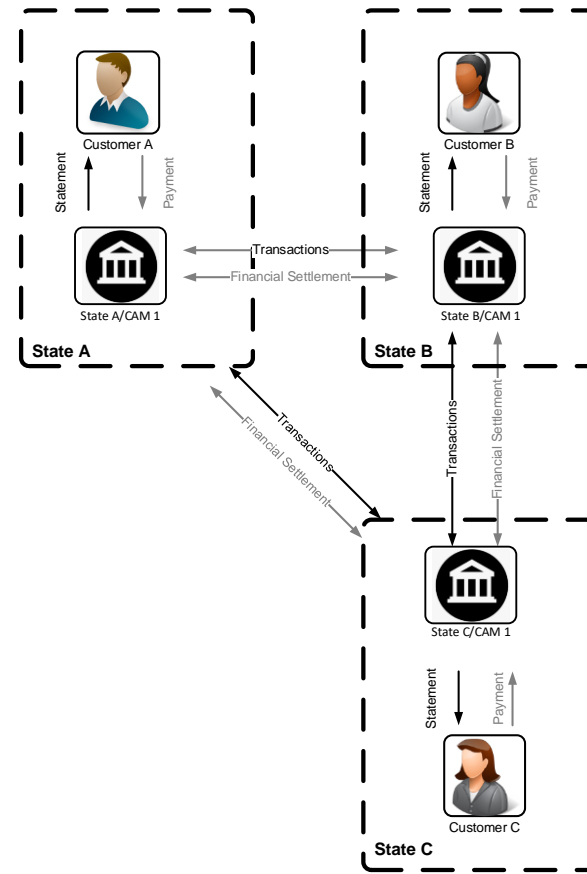 Customer A
Customer B
Statement
Payment
Statement
Payment
Transactions
Financial Settlement
State A/CAM 1
State B/CAM 1
State A
State B
Transactions
Financial Settlement
Transactions
Financial Settlement
State C/CAM 1
Statement
Payment
Customer C
State C